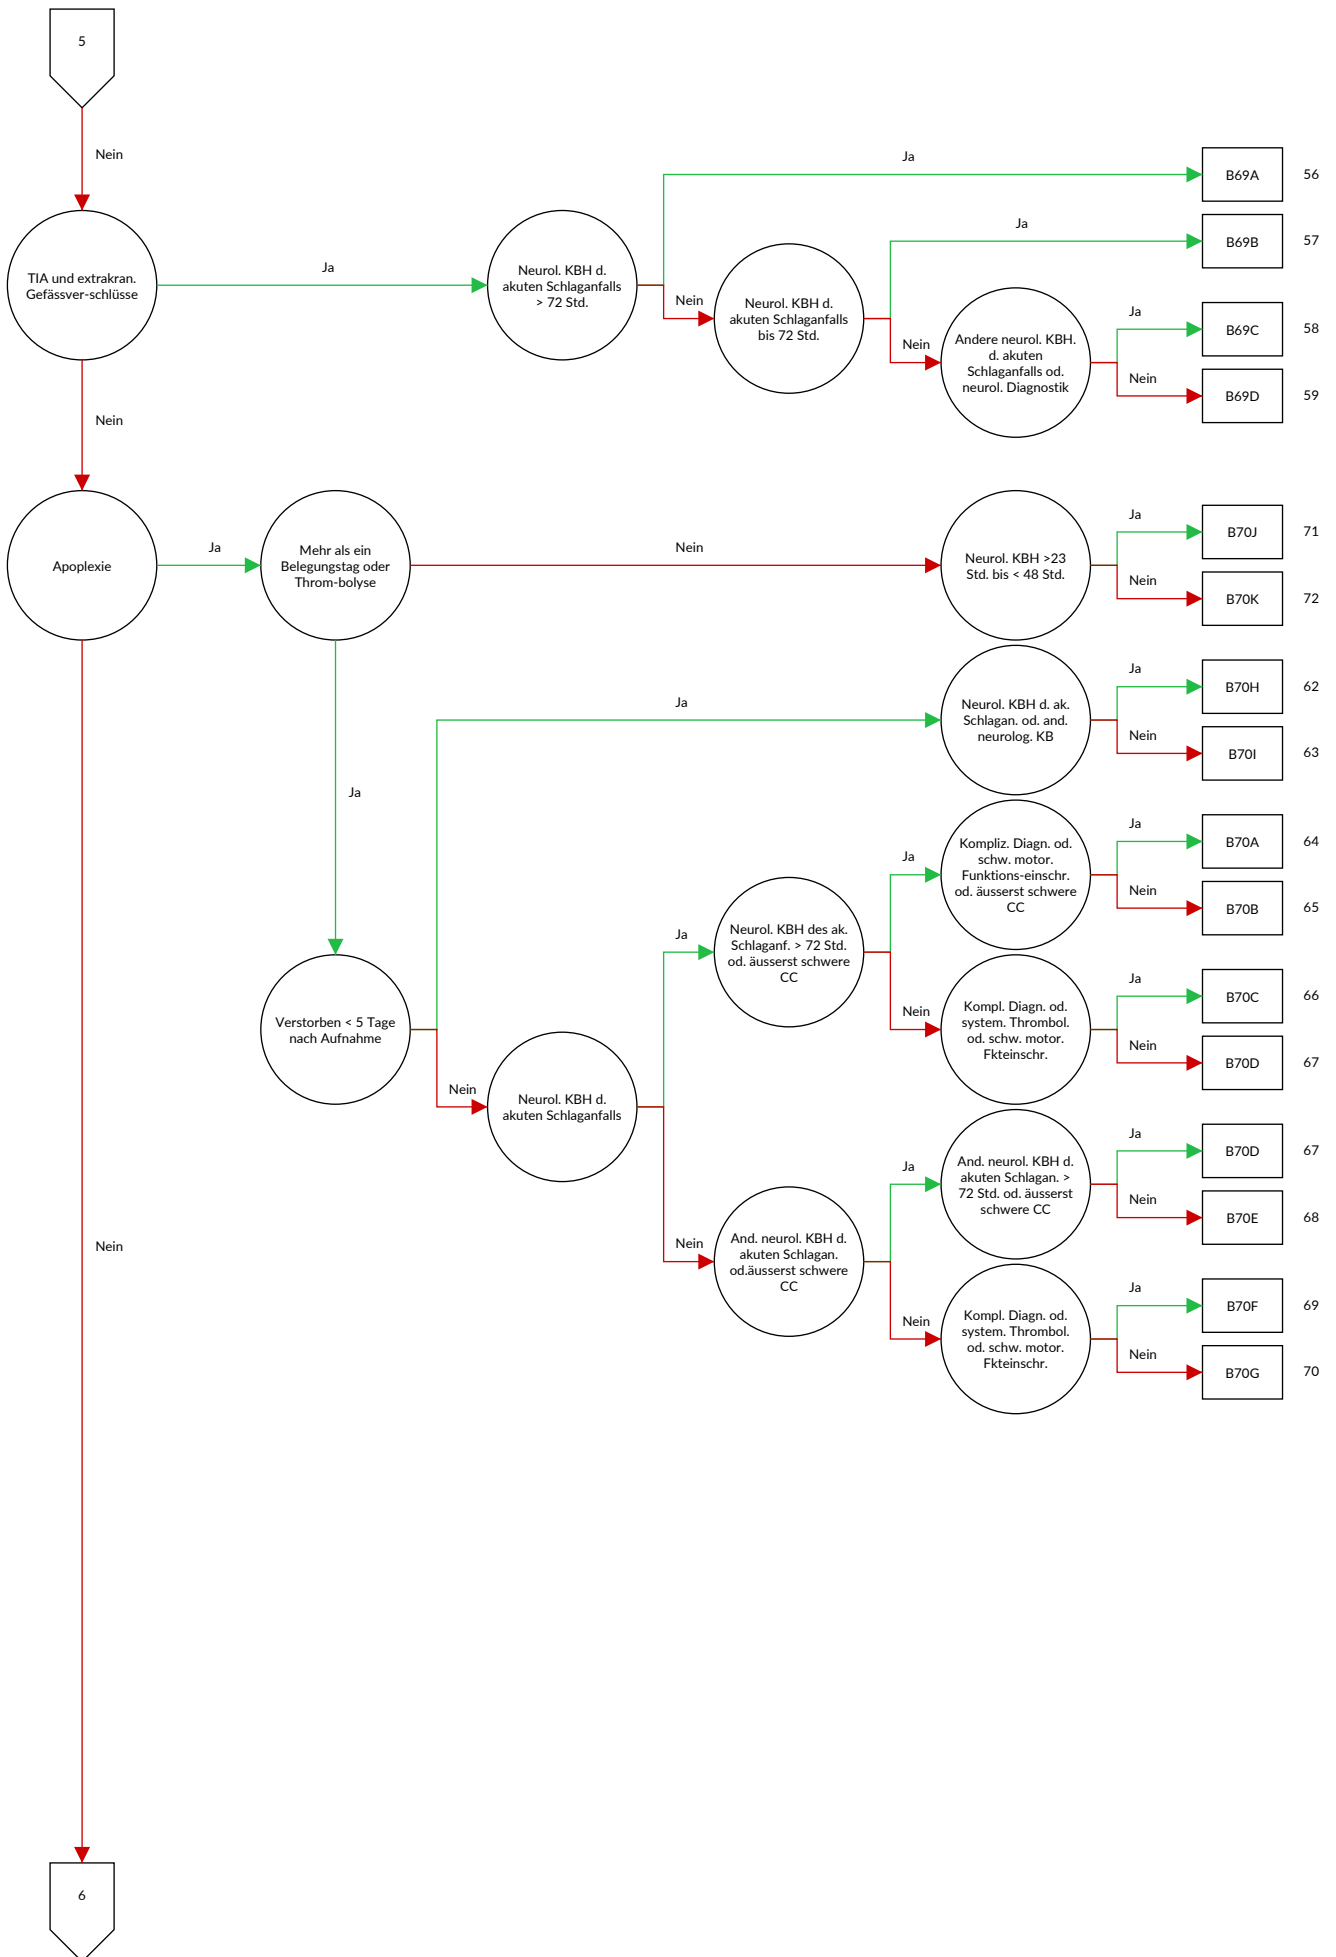 5
Nein
Ja
B69A
56
Ja
B69B
57
TIA und extrakran.
Gefässver-schlüsse
Ja
Neurol. KBH d.
akuten Schlaganfalls
> 72 Std.
Nein
Neurol. KBH d.
akuten Schlaganfalls
bis 72 Std.
Nein
Andere neurol. KBH.
d. akuten
Schlaganfalls od.
neurol. Diagnostik
Ja
B69C
58
Nein
B69D
59
Nein
Apoplexie
Ja
Mehr als ein
Belegungstag oder
Throm-bolyse
Nein
Neurol. KBH >23
Std. bis < 48 Std.
Ja
B70J
71
Nein
B70K
72
Ja
Neurol. KBH d. ak.
Schlagan. od. and.
neurolog. KB
Ja
B70H
62
Nein
B70I
63
Ja
Verstorben < 5 Tage
nach Aufnahme
Nein
Neurol. KBH d.
akuten Schlaganfalls
Ja
Neurol. KBH des ak.
Schlaganf. > 72 Std.
od. äusserst schwere
CC
Ja
Kompliz. Diagn. od.
schw. motor.
Funktions-einschr.
od. äusserst schwere
CC
Ja
B70A
64
Nein
B70B
65
Nein
Kompl. Diagn. od.
system. Thrombol.
od. schw. motor.
Fkteinschr.
Ja
B70C
66
Nein
B70D
67
Nein
And. neurol. KBH d.
akuten Schlagan.
od.äusserst schwere
CC
Ja
And. neurol. KBH d.
akuten Schlagan. >
72 Std. od. äusserst
schwere CC
Ja
B70D
67
Nein
B70E
68
Nein
Kompl. Diagn. od.
system. Thrombol.
od. schw. motor.
Fkteinschr.
Ja
B70F
69
Nein
B70G
70
Nein
6